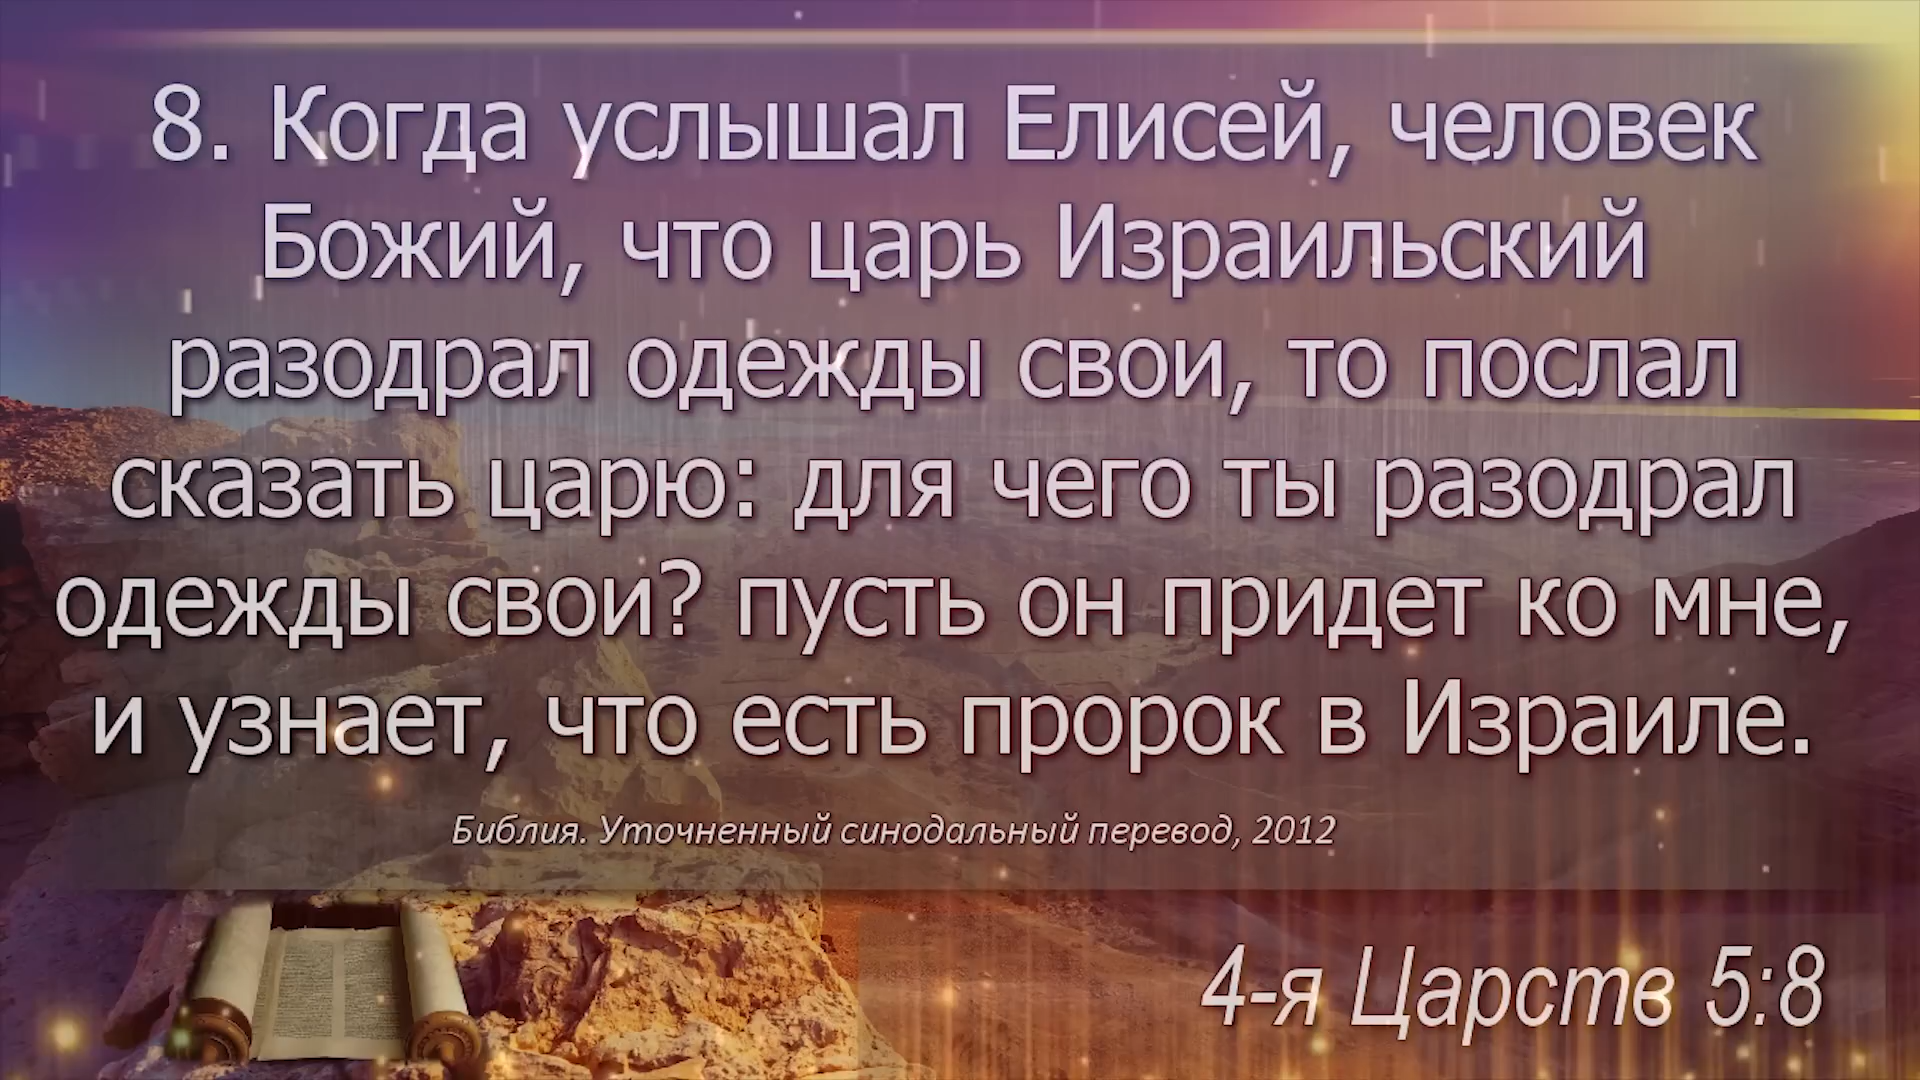 8. Когда услышал Елисей, человек
Божий, что царь Израильский
разодрал одежды свои, то послал
сказать царю: для чего ты разодрал
одежды свои? пусть он придет ко мне,
и узнает, что есть пророк в Израиле.
Библия. Уточненный синодальный перевод, 2012
4-я Царств 5:8